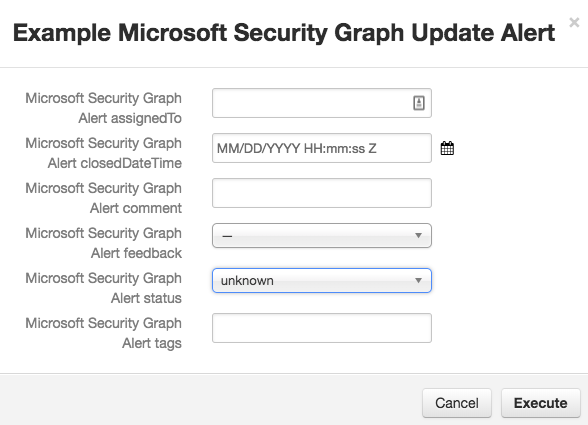 Example Microsoft Security Graph Update Alert ×
Microsoft Security Graph
Alert assignedTo
Microsoft Security Graph
Alert closedDateTime
MM/DD/YYYY HH:mm:ss Z
Microsoft Security Graph
Alert comment
Microsoft Security Graph
Alert feedback
—
Microsoft Security Graph
Alert status
unknown
Microsoft Security Graph
Alert tags
Cancel Execute